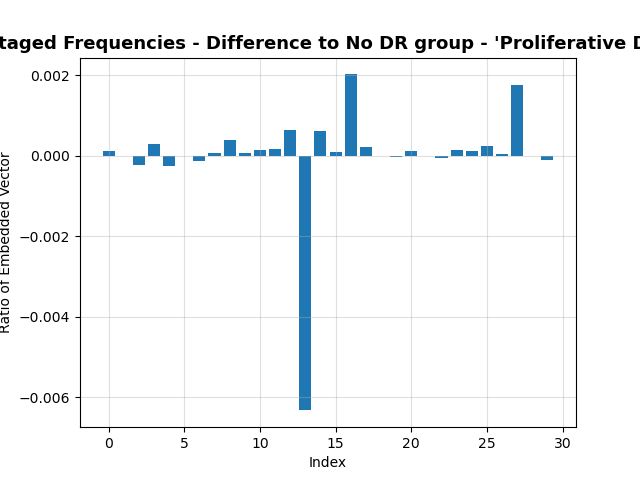 taged Frequencies - Difference to No DR group - 'Proliferative D
0.002
0.000
−0.002
−0.004
−0.006
Ratio of Embedded Vector
0 5 10 15 20 25 30
Index